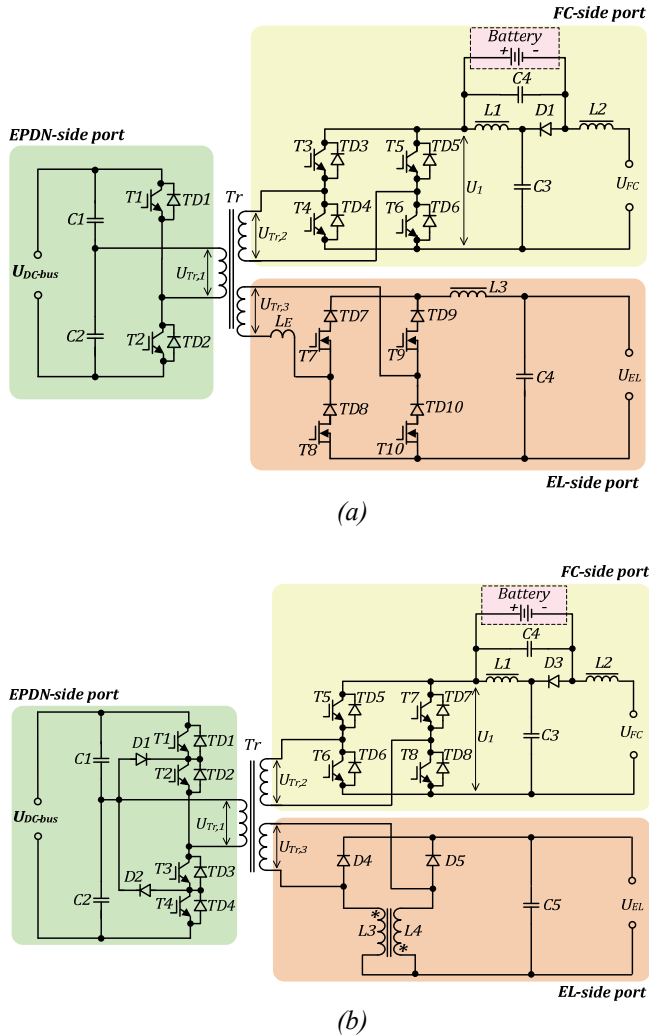 FC-side port
Battery
+ -
C4
L1 D1 L2
EPDN-side port
T3 TD3 T5 TD5
T1 TD1
Tr
C1
U1
C3
UFC
T4 TD4 T6 TD6
UTr,2
UDC-bus
UTr,1
UTr,3
L3
C2
T2 TD2
LE
TD7 TD9
T7 T9
C4
UEL
TD8 TD10
T8 T10
EL-side port
(a)
FC-side port
Battery
+ -
C4
L1 D3 L2
EPDN-side port
T5 TD5 T7 TD7
T1 TD1
Tr
C1
D1
T2 TD2
U1
C3
UFC
T6 TD6 T8 TD8
UTr,2
UDC-bus
UTr,1
UTr,3
D2
T3 TD3
D4 D5
C2
T4 TD4
C5
UEL
* L3 L4 *
EL-side port
(b)